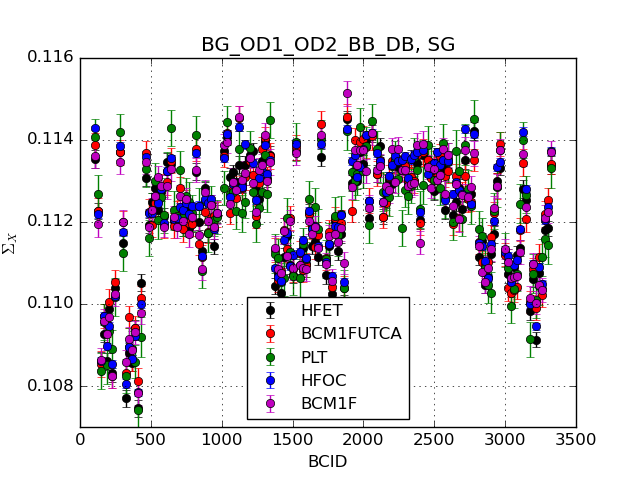 BG_OD1_OD2_BB_DB, SG
0.116
0.114
0.112
0.110
0.108
Σ_X
HFET
BCM1FUTCA
PLT
HFOC
BCM1F
0 500 1000 1500 2000 2500 3000 3500
BCID